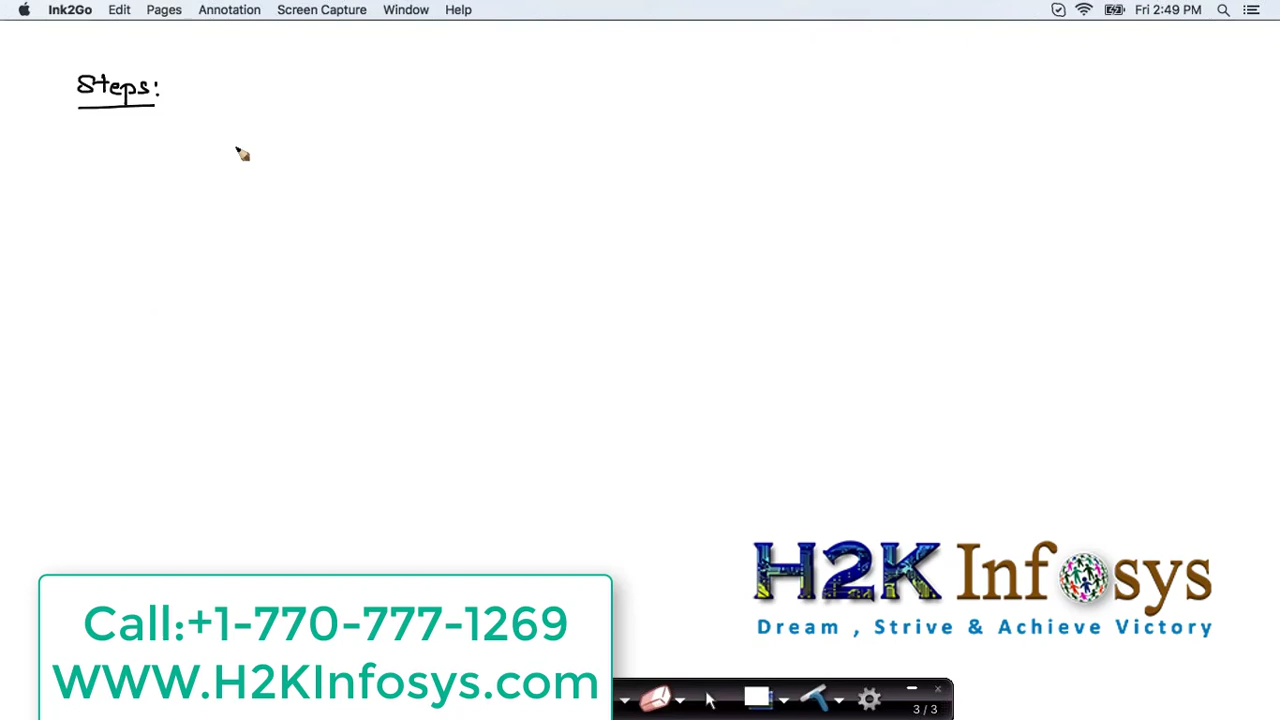 Ink2Go Edit Pages Annotation Screen Capture Window Help Fri 2:49 PM
Steps:
H2K Infosys
Dream , Strive & Achieve Victory
Call:+1-770-777-1269
WWW.H2KInfosys.com
3 / 3